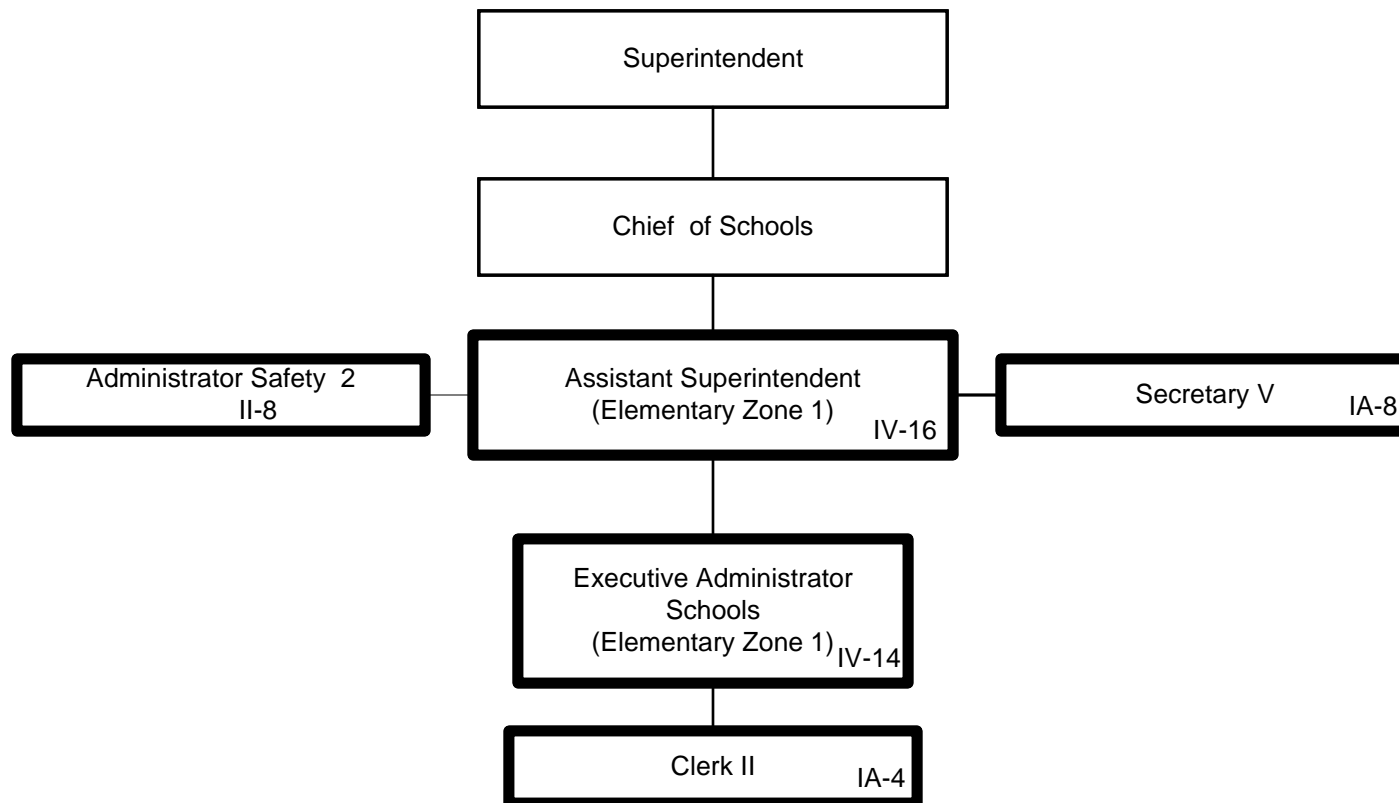 Superintendent
Chief  of Schools
Administrator Safety  2
II-8
Assistant Superintendent
(Elementary Zone 1)
IV-16
Secretary V
IA-8
Executive Administrator
Schools
(Elementary Zone 1)
IV-14
Clerk II
IA-4